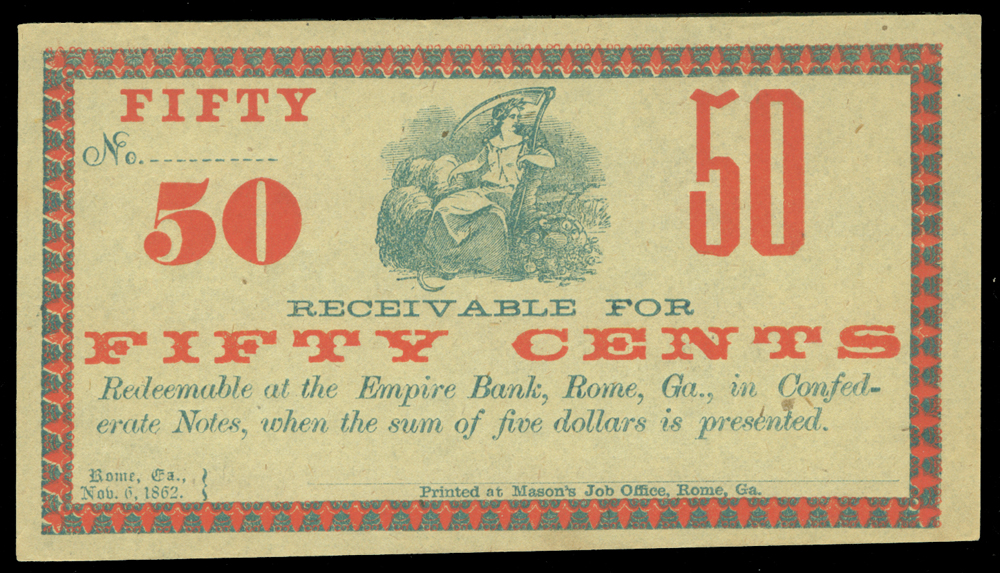 FIFTY
No.
50
50
RECEIVABLE FOR
FIFTY CENTS
Redeemable at the Empire Bank, Rome, Ga., in Confed-
erate Notes, when the sum of five dollars is presented.
Rome, Ga.,
Nov. 6, 1862.
Printed at Mason's Job Office, Rome, Ga.